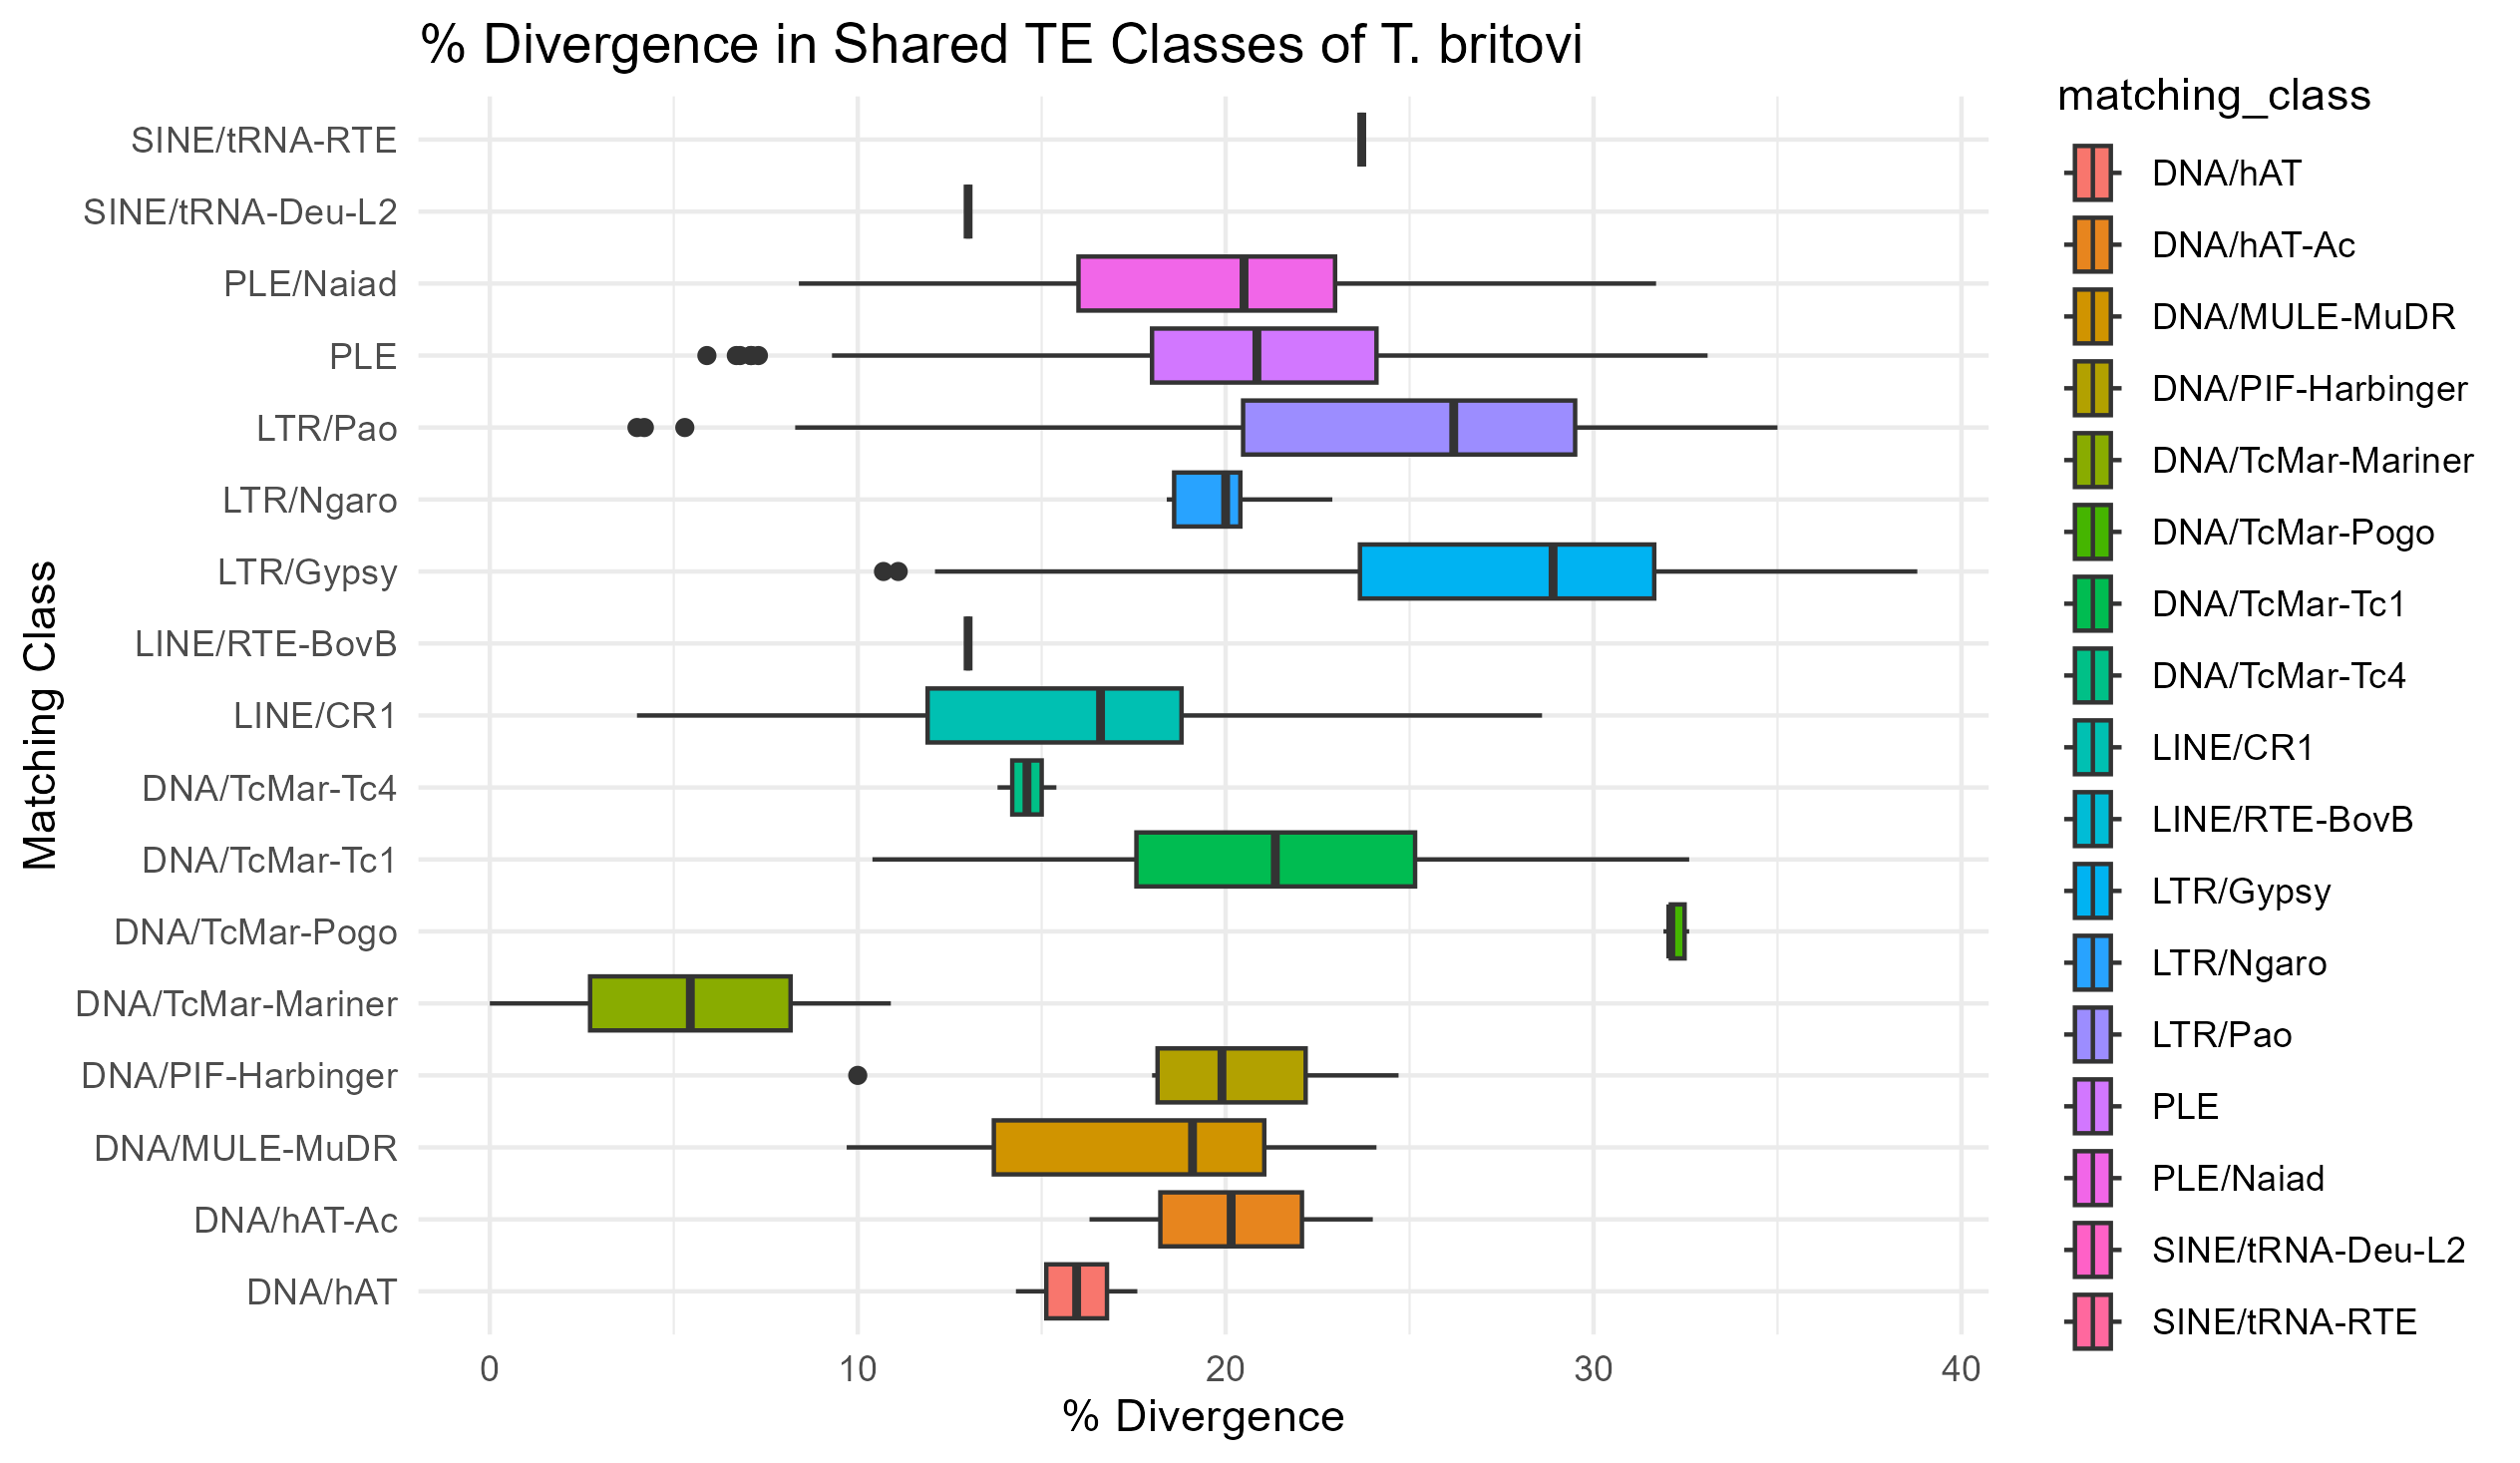 % Divergence in Shared TE Classes of T. britovi
Matching Class
SINE/tRNA-RTE
SINE/tRNA-Deu-L2
PLE/Naiad
PLE
LTR/Pao
LTR/Ngaro
LTR/Gypsy
LINE/RTE-BovB
LINE/CR1
DNA/TcMar-Tc4
DNA/TcMar-Tc1
DNA/TcMar-Pogo
DNA/TcMar-Mariner
DNA/PIF-Harbinger
DNA/MULE-MuDR
DNA/hAT-Ac
DNA/hAT
0 10 20 30 40
% Divergence
matching_class
DNA/hAT
DNA/hAT-Ac
DNA/MULE-MuDR
DNA/PIF-Harbinger
DNA/TcMar-Mariner
DNA/TcMar-Pogo
DNA/TcMar-Tc1
DNA/TcMar-Tc4
LINE/CR1
LINE/RTE-BovB
LTR/Gypsy
LTR/Ngaro
LTR/Pao
PLE
PLE/Naiad
SINE/tRNA-Deu-L2
SINE/tRNA-RTE